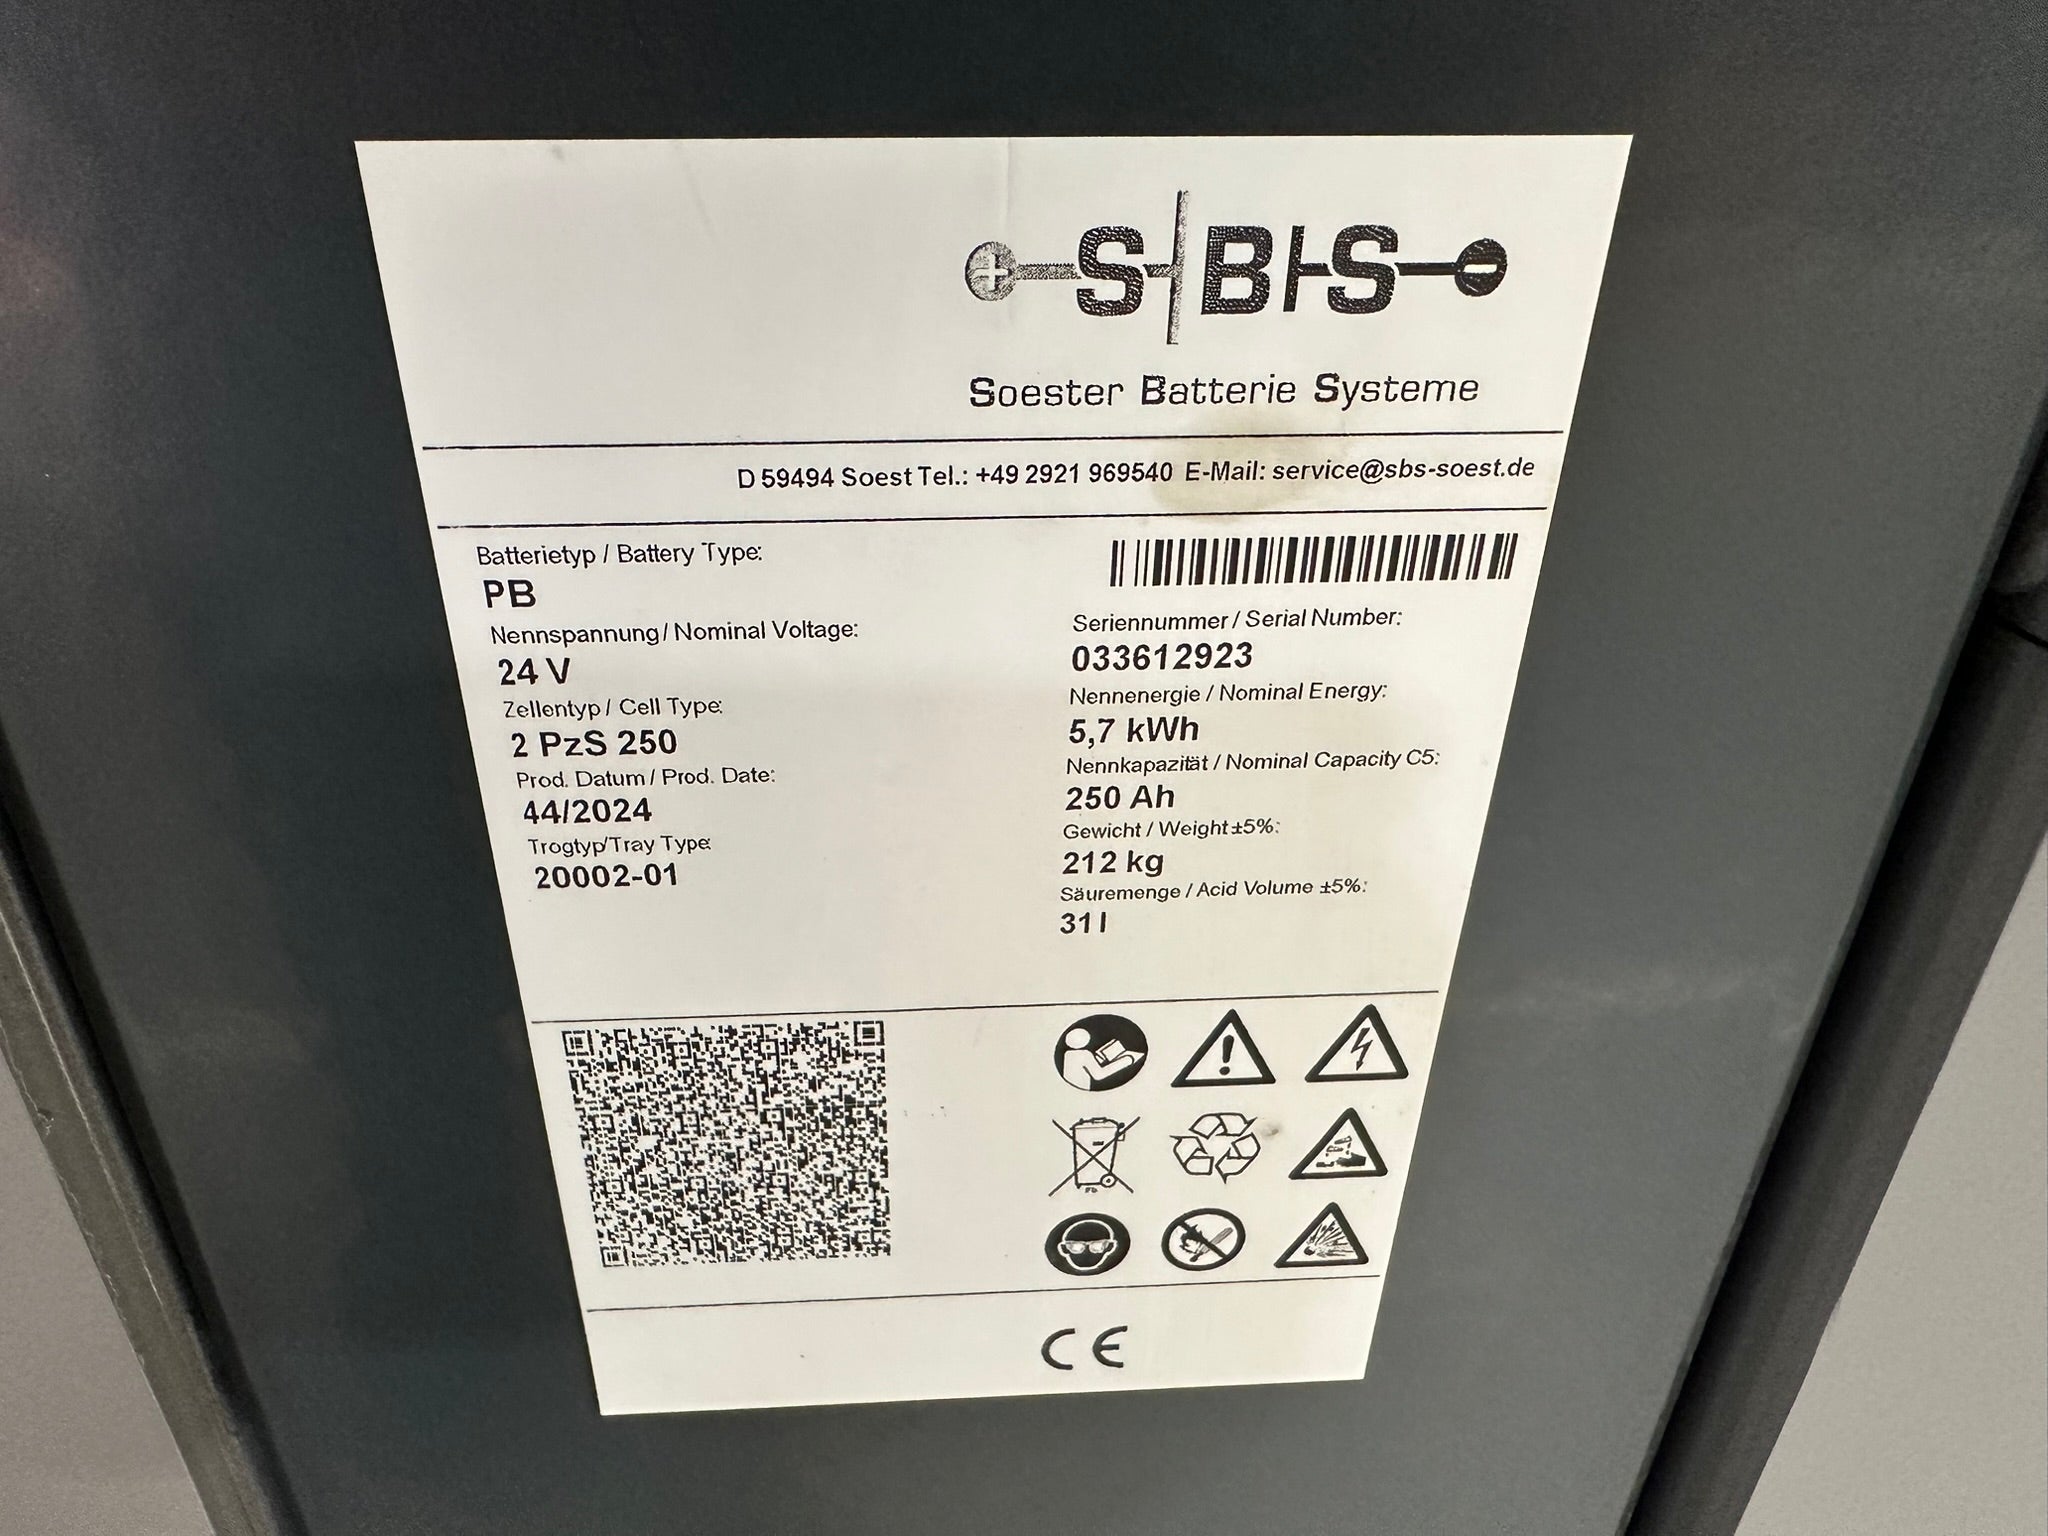 SBS
Soester Batterie Systeme
D 59494 Soest Tel.: +49 2921 969540 E-Mail: service@sbs-soest.de
Batterietyp / Battery Type:
PB
Nennspannung / Nominal Voltage:
24 V
Zellentyp / Cell Type:
2 PzS 250
Prod. Datum / Prod. Date:
44/2024
Trogtyp/Tray Type:
20002-01
Seriennummer / Serial Number:
033612923
Nennenergie / Nominal Energy:
5,7 kWh
Nennkapazität / Nominal Capacity C5:
250 Ah
Gewicht / Weight ±5%:
212 kg
Säuremenge / Acid Volume ±5%:
31 l
CE